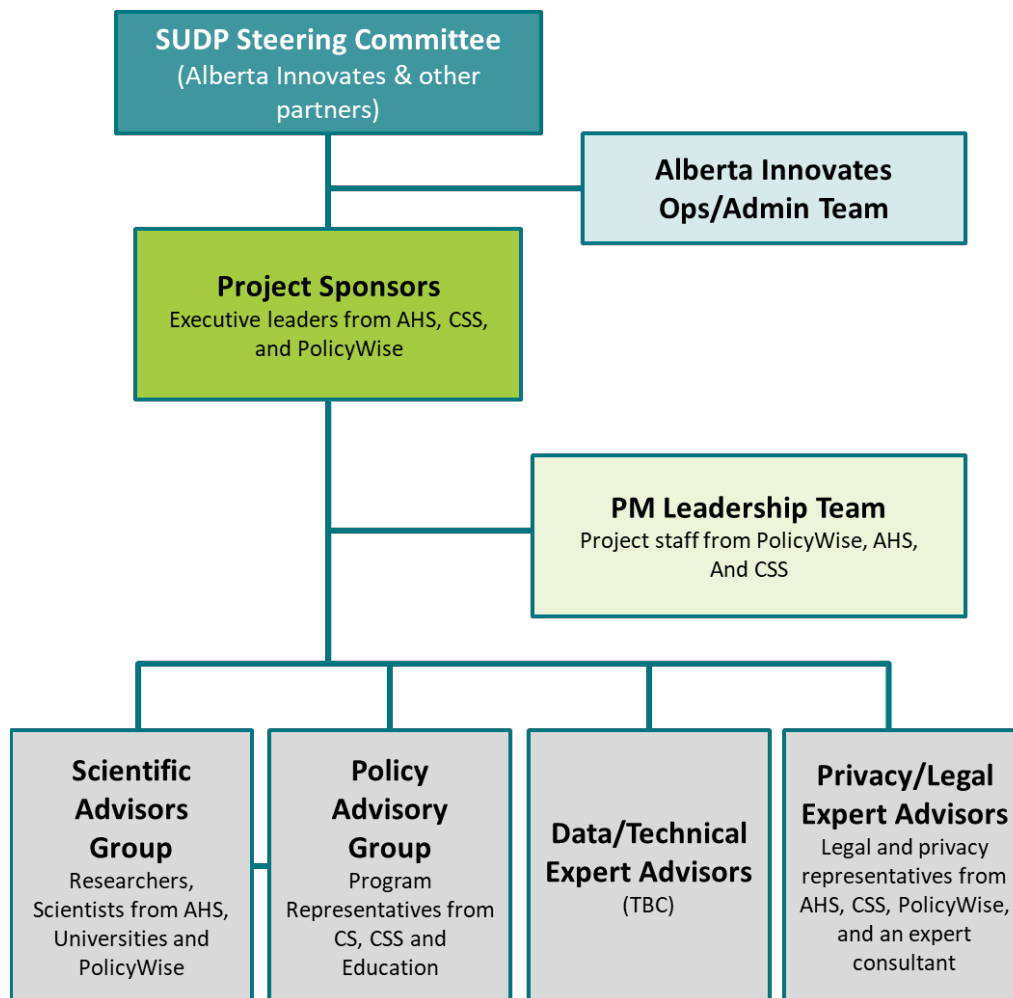 SUDP Steering Committee
(Alberta Innovates & other
partners)
Alberta Innovates
Ops/Admin Team
Project Sponsors
Executive leaders from AHS, CSS,
and PolicyWise
PM Leadership Team
Project staff from PolicyWise, AHS,
And CSS
Scientific
Advisors
Group
Researchers,
Scientists from AHS,
Universities and
PolicyWise
Policy
Advisory
Group
Program
Representatives from
CS, CSS and
Education
Data/Technical
Expert Advisors
(TBC)
Privacy/Legal
Expert Advisors
Legal and privacy
representatives from
AHS, CSS, PolicyWise,
and an expert
consultant